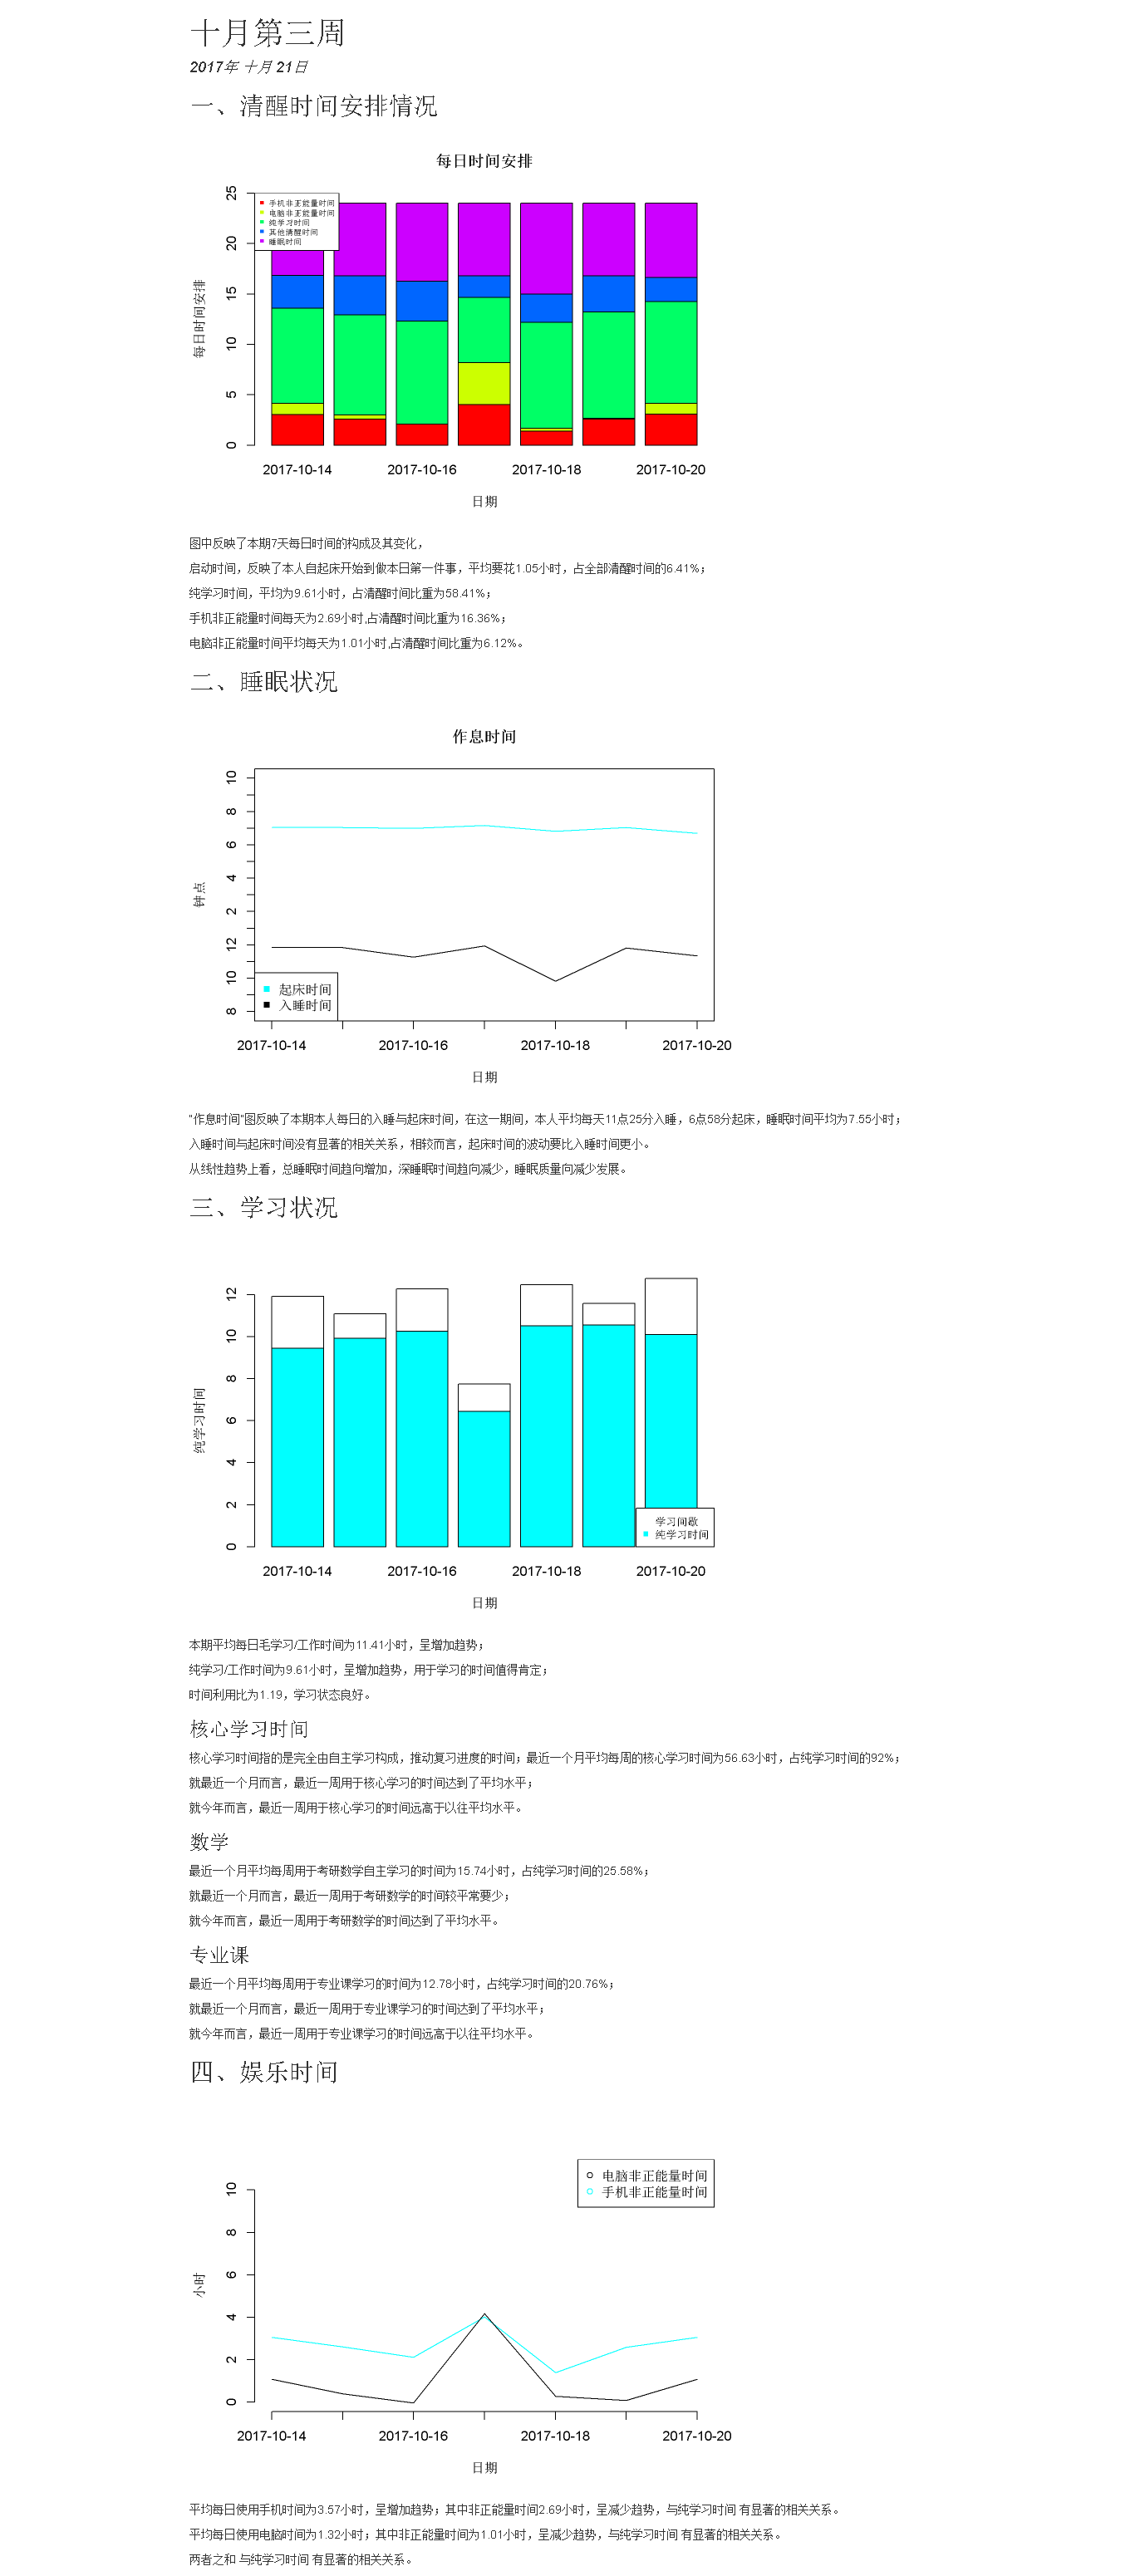 十月第三周
2017年 十月 21日
一、清醒时间安排情况
每日时间安排
每日时间安排
25
20
15
10
5
0
手机非正能量时间
电脑非正能量时间
纯学习时间
其他清醒时间
睡眠时间
2017-10-14 2017-10-16 2017-10-18 2017-10-20
日期
图中反映了本期7天每日时间的构成及其变化，
启动时间，反映了本人自起床开始到做本日第一件事，平均要花1.05小时，占全部清醒时间的6.41%；
纯学习时间，平均为9.61小时，占清醒时间比重为58.41%；
手机非正能量时间每天为2.69小时,占清醒时间比重为16.36%；
电脑非正能量时间平均每天为1.01小时,占清醒时间比重为6.12%。
二、睡眠状况
作息时间
钟点
10
8
6
4
2
12
10
8
起床时间
入睡时间
2017-10-14 2017-10-16 2017-10-18 2017-10-20
日期
"作息时间"图反映了本期本人每日的入睡与起床时间，在这一期间，本人平均每天11点25分入睡，6点58分起床，睡眠时间平均为7.55小时；
入睡时间与起床时间没有显著的相关关系，相较而言，起床时间的波动要比入睡时间更小。
从线性趋势上看，总睡眠时间趋向增加，深睡眠时间趋向减少，睡眠质量向减少发展。
三、学习状况
纯学习时间
12
10
8
6
4
2
0
学习间歇
纯学习时间
2017-10-14 2017-10-16 2017-10-18 2017-10-20
日期
本期平均每日毛学习/工作时间为11.41小时，呈增加趋势；
纯学习/工作时间为9.61小时，呈增加趋势，用于学习的时间值得肯定；
时间利用比为1.19，学习状态良好。
核心学习时间
核心学习时间指的是完全由自主学习构成，推动复习进度的时间；最近一个月平均每周的核心学习时间为56.63小时，占纯学习时间的92%；
就最近一个月而言，最近一周用于核心学习的时间达到了平均水平；
就今年而言，最近一周用于核心学习的时间远高于以往平均水平。
数学
最近一个月平均每周用于考研数学自主学习的时间为15.74小时，占纯学习时间的25.58%；
就最近一个月而言，最近一周用于考研数学的时间较平常要少；
就今年而言，最近一周用于考研数学的时间达到了平均水平。
专业课
最近一个月平均每周用于专业课学习的时间为12.78小时，占纯学习时间的20.76%；
就最近一个月而言，最近一周用于专业课学习的时间达到了平均水平；
就今年而言，最近一周用于专业课学习的时间远高于以往平均水平。
四、娱乐时间
电脑非正能量时间
手机非正能量时间
小时
10
8
6
4
2
0
2017-10-14 2017-10-16 2017-10-18 2017-10-20
日期
平均每日使用手机时间为3.57小时，呈增加趋势；其中非正能量时间2.69小时，呈减少趋势，与纯学习时间 有显著的相关关系。
平均每日使用电脑时间为1.32小时；其中非正能量时间为1.01小时，呈减少趋势，与纯学习时间 有显著的相关关系。
两者之和 与纯学习时间 有显著的相关关系。